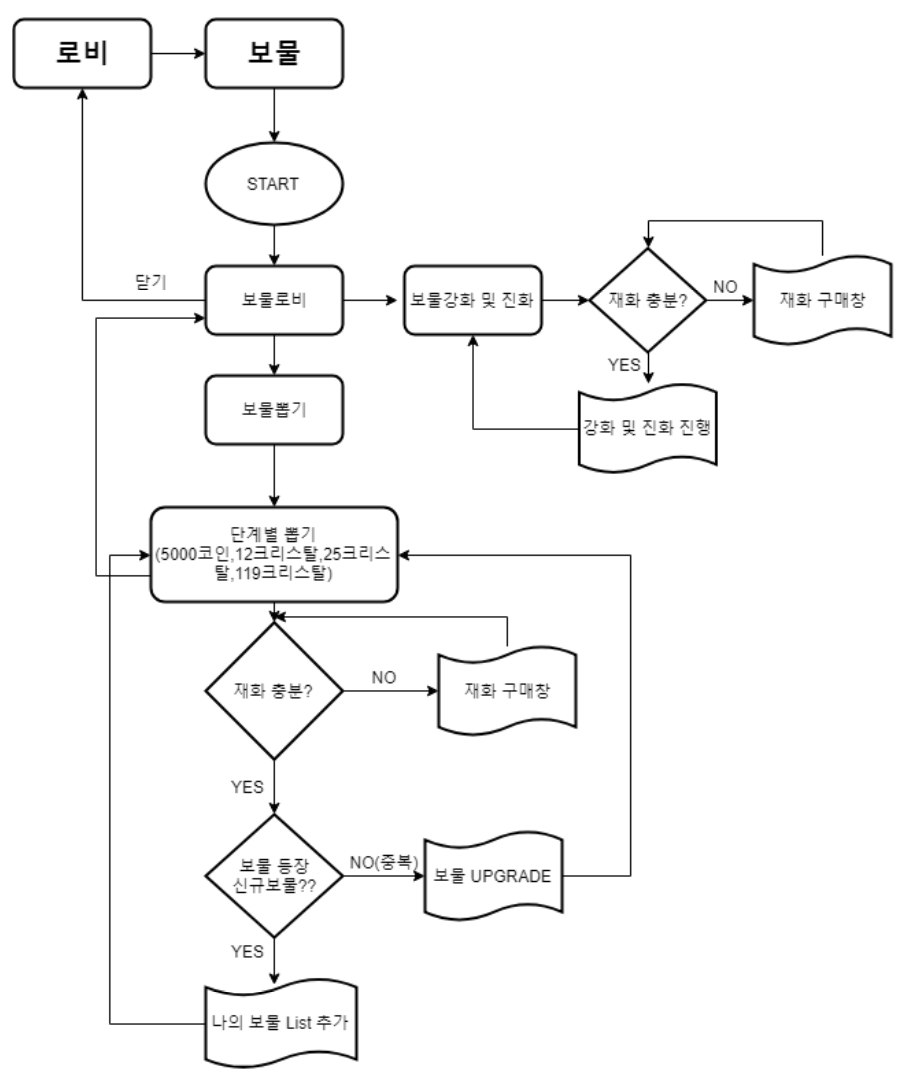 로비
보물
START
닫기
보물로비
보물강화 및 진화
재화 충분?
NO
재화 구매창
YES
강화 및 진화 진행
보물뽑기
단계별 뽑기
(5000코인,12크리스탈,25크리스
탈,119크리스탈)
재화 충분?
NO
재화 구매창
YES
보물 등장
신규보물??
NO(중복)
보물 UPGRADE
YES
나의 보물 List 추가